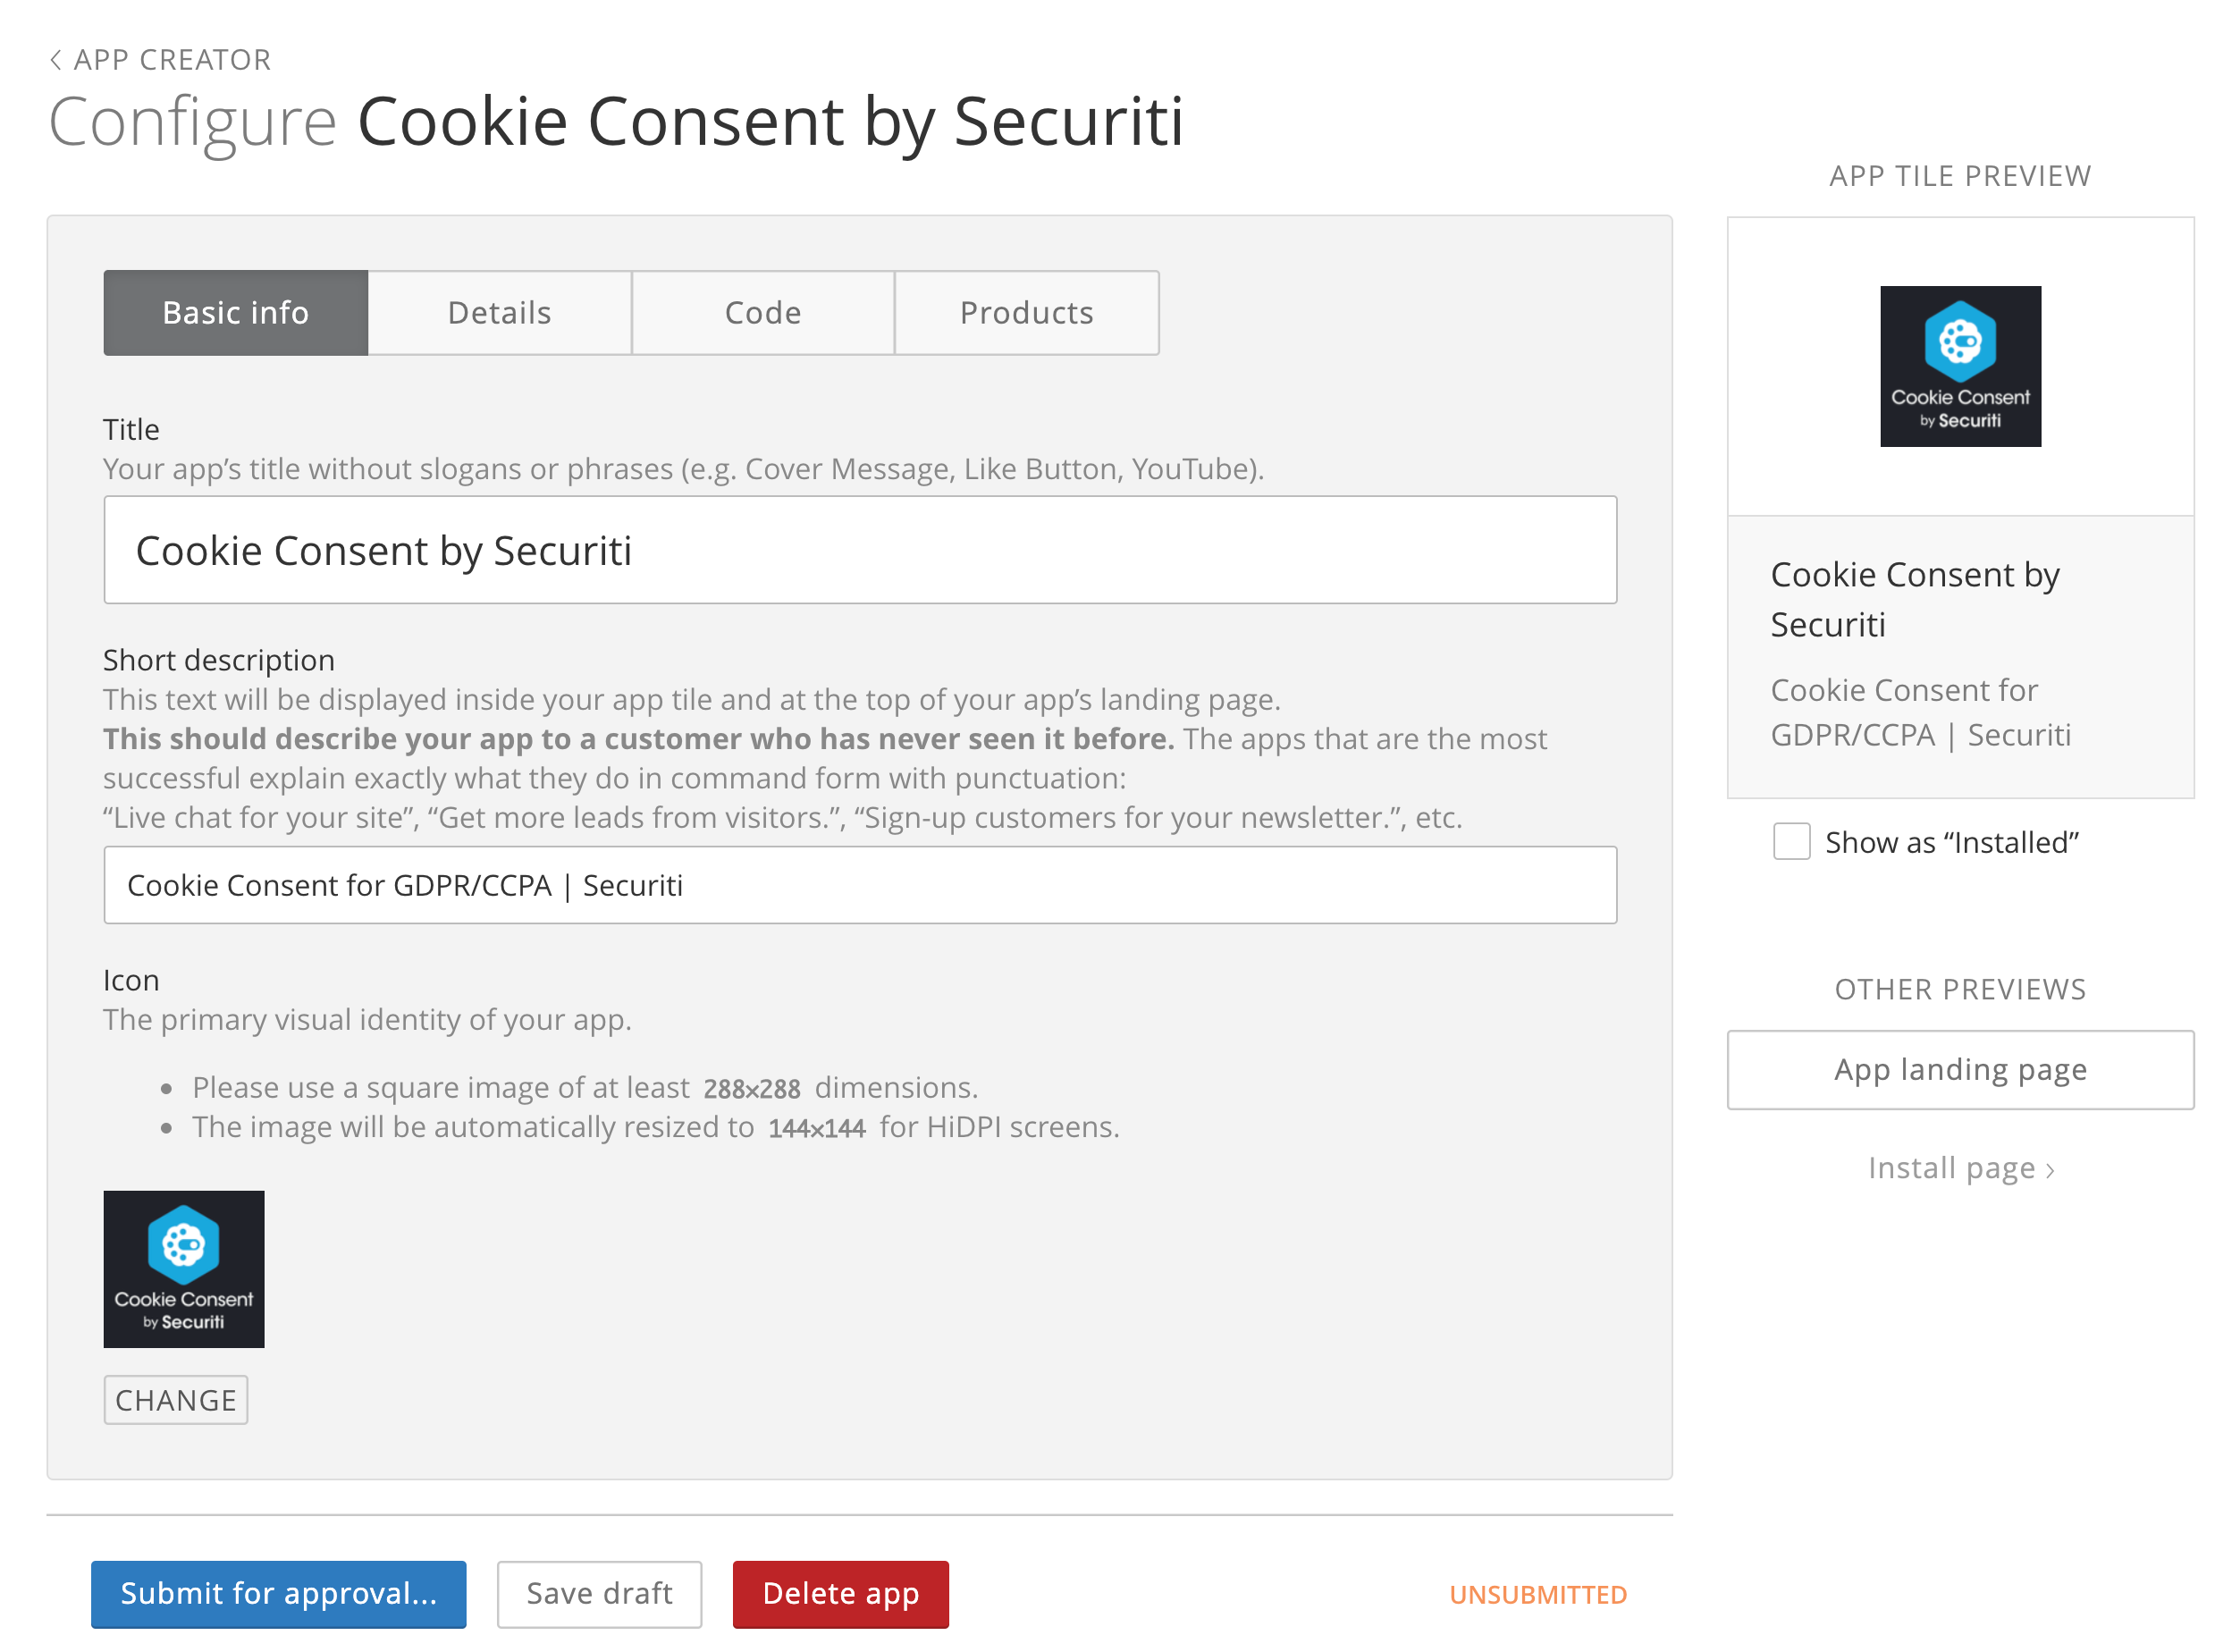 APP CREATOR
Configure Cookie Consent by Securiti
Basic info
Details
Code
Products
Title
Your app’s title without slogans or phrases (e.g. Cover Message, Like Button, YouTube).
Cookie Consent by Securiti
Short description
This text will be displayed inside your app tile and at the top of your app’s landing page.
This should describe your app to a customer who has never seen it before. The apps that are the most
successful explain exactly what they do in command form with punctuation:
“Live chat for your site”, “Get more leads from visitors.”, “Sign-up customers for your newsletter.”, etc.
Cookie Consent for GDPR/CCPA | Securiti
Icon
The primary visual identity of your app.
Please use a square image of at least 288×288 dimensions.
The image will be automatically resized to 144×144 for HiDPI screens.
Cookie Consent
by Securiti
CHANGE
Submit for approval...
Save draft
Delete app
UNSUBMITTED
APP TILE PREVIEW
Cookie Consent
by Securiti
Cookie Consent by
Securiti
Cookie Consent for
GDPR/CCPA | Securiti
Show as “Installed”
OTHER PREVIEWS
App landing page
Install page